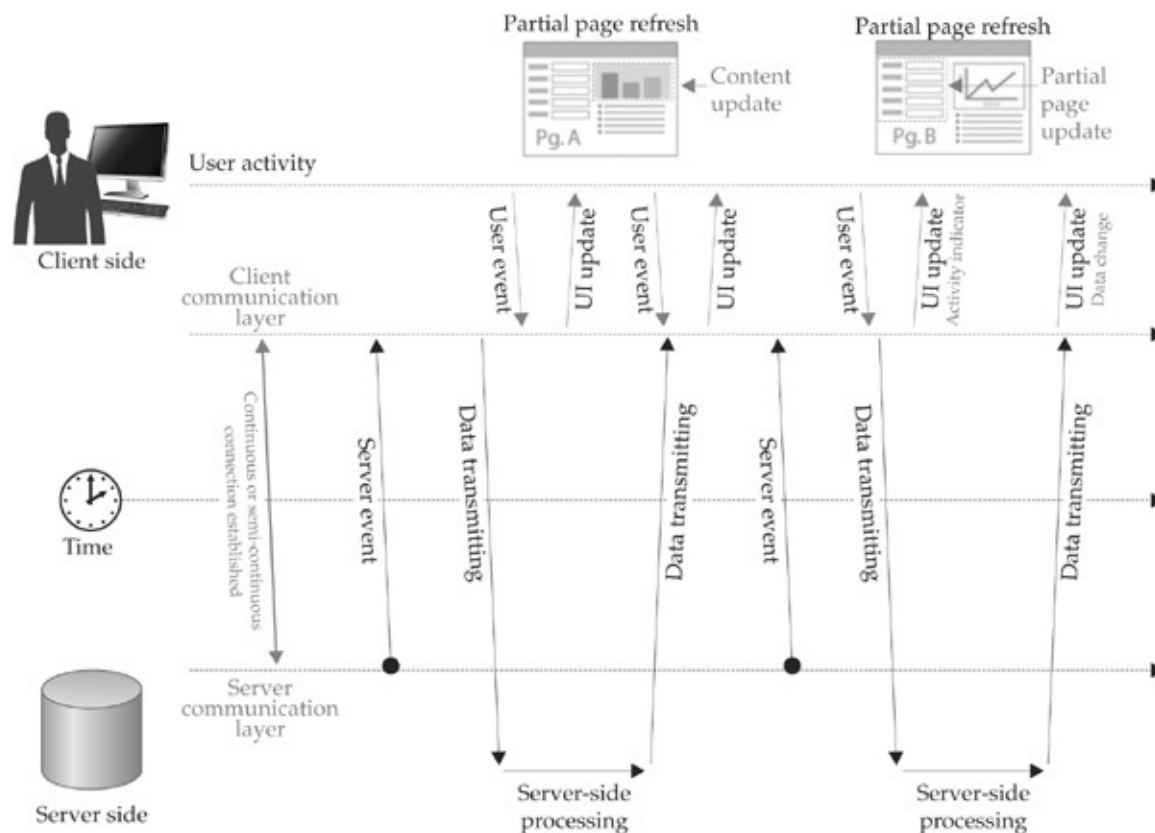 Partial page refresh
Partial page refresh
Content
update
Partial
page
update
Pg. A
Pg. B
User activity
Client side
User event
UI update
User event
UI update
User event
UI update
Activity indicator
UI update
Data change
Client
communication
layer
Continuous or semi-continuous
connection established
Server event
Data transmitting
Data transmitting
Server event
Data transmitting
Data transmitting
Time
Server
communication
layer
Server side
Server-side
processing
Server-side
processing